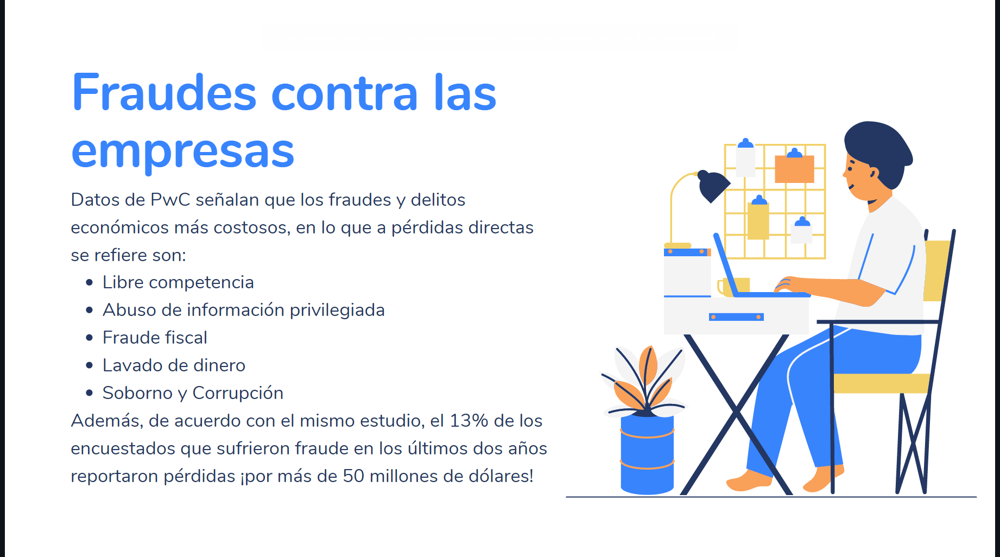 Fraudes contra las
empresas
Datos de PwC señalan que los fraudes y delitos
económicos más costosos, en lo que a pérdidas directas
se refiere son:
• Libre competencia
• Abuso de información privilegiada
• Fraude fiscal
• Lavado de dinero
• Soborno y Corrupción
Además, de acuerdo con el mismo estudio, el 13% de los
encuestados que sufrieron fraude en los últimos dos años
reportaron pérdidas ¡por más de 50 millones de dólares!